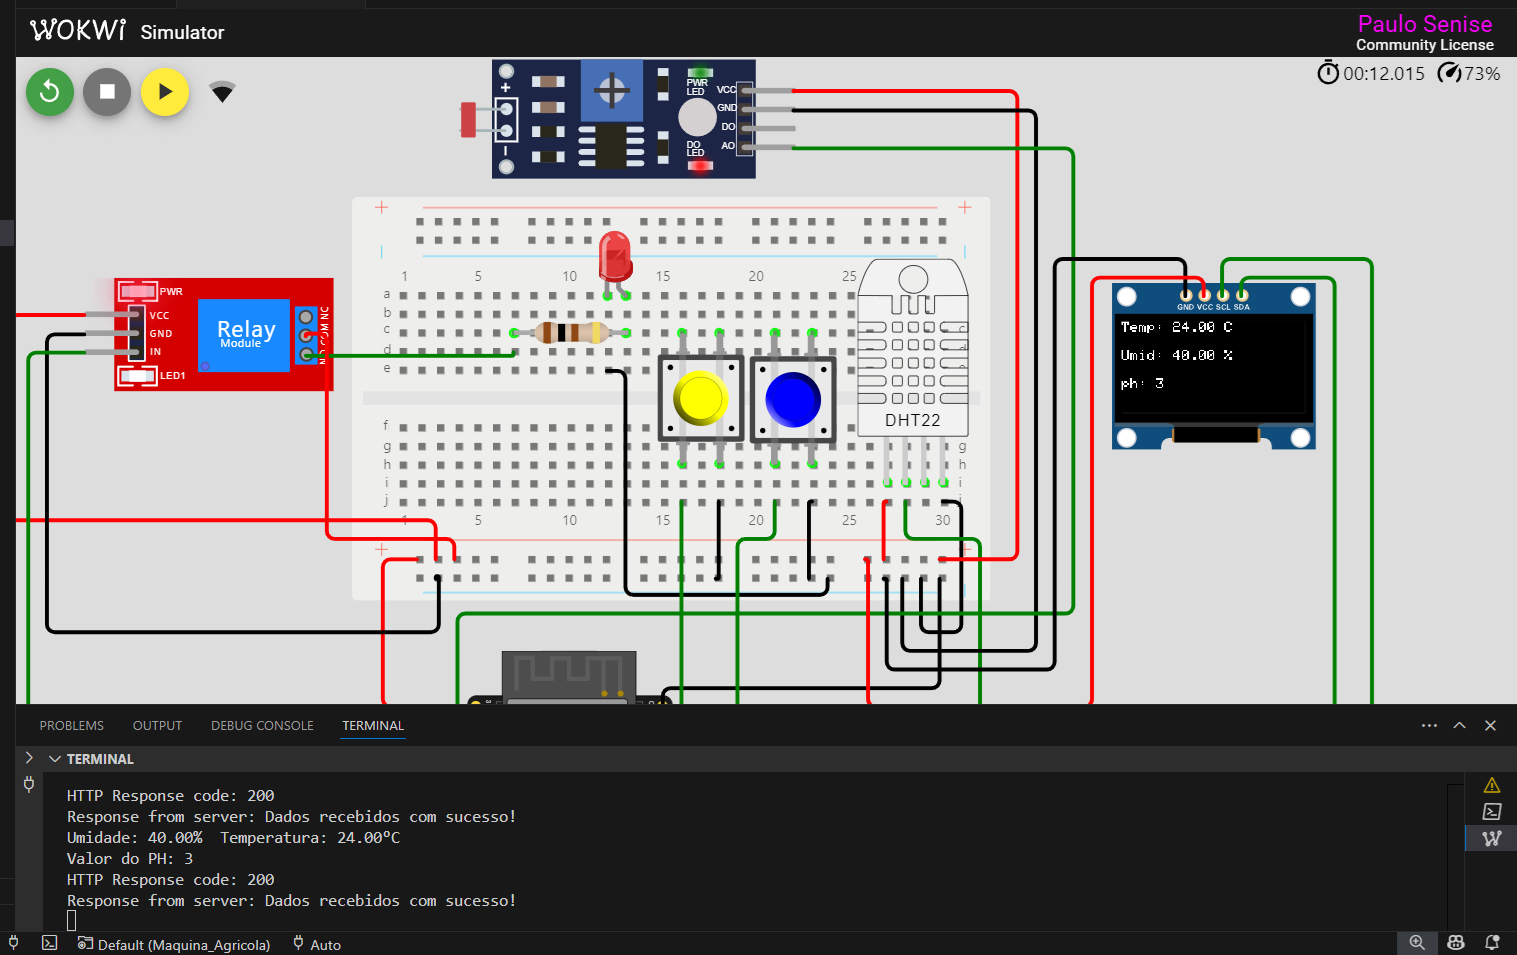 WOKWi Simulator
Paulo Senise
Community License
00:12.015 73%
PWR LED
VCC
GND
DO
AO
DO LED
+
1 5 10 15 20 25
a
b
c
d
e
PWR
VCC
GND
IN
LED1
Relay
Module
NO COM NC
GND VCC SCL SDA
Temp: 24.00 C
Umid: 40.00 %
ph: 3
DHT22
f
g
h
i
j
1 5 10 15 20 25 30
PROBLEMS OUTPUT DEBUG CONSOLE TERMINAL
TERMINAL
HTTP Response code: 200
Response from server: Dados recebidos com sucesso!
Umidade: 40.00% Temperatura: 24.00ºC
Valor do PH: 3
HTTP Response code: 200
Response from server: Dados recebidos com sucesso!
Default (Maquina_Agricola) Auto